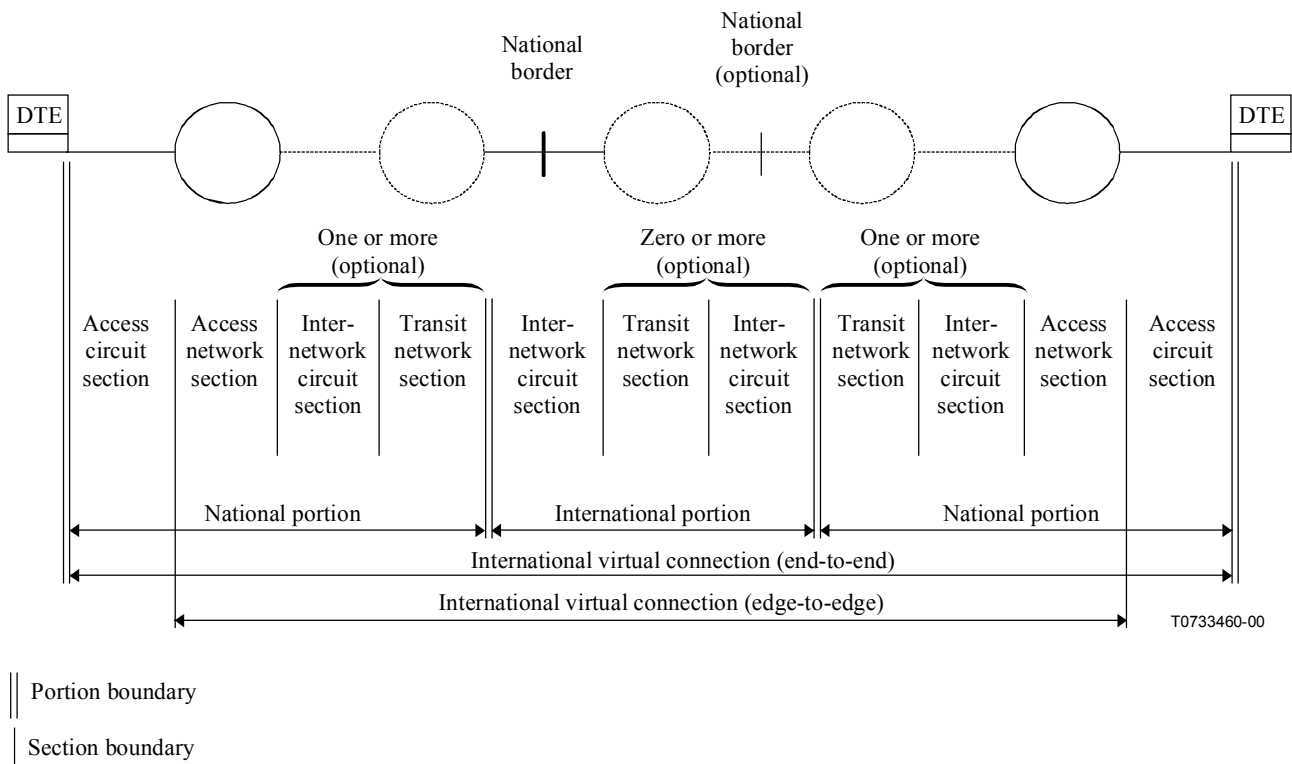 National
border
National
border
(optional)
DTE
DTE
One or more
(optional)
Zero or more
(optional)
One or more
(optional)
Access
circuit
section
Access
network
section
Inter-
network
circuit
section
Transit
network
section
Inter-
network
circuit
section
Transit
network
section
Inter-
network
circuit
section
Transit
network
section
Inter-
network
circuit
section
Access
network
section
Access
circuit
section
National portion
International portion
National portion
International virtual connection (end-to-end)
International virtual connection (edge-to-edge)
T0733460-00
Portion boundary
Section boundary